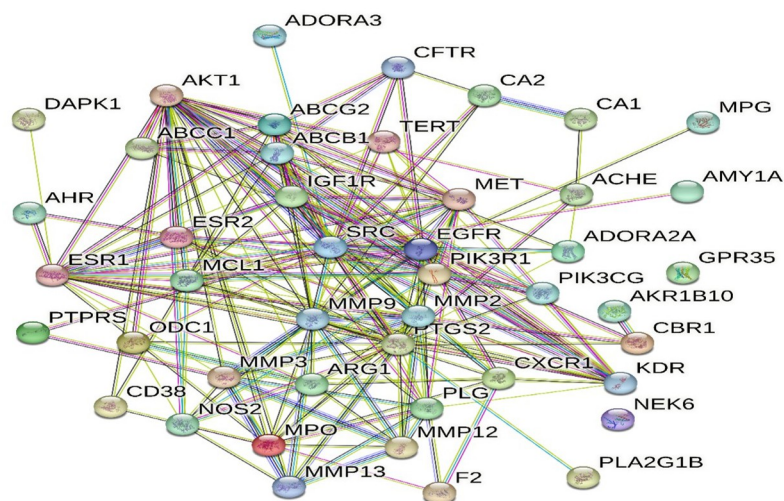 ADORA3
CFTR
AKT1
CA2
DAPK1
ABCG2
CA1
MPG
ABCC1
ABCB1
TERT
AHR
IGF1R
MET
ACHE
AMY1A
ESR2
SRC
EGFR
ADORA2A
ESR1
MCL1
PIK3R1
GPR35
PIK3CG
PTPRS
ODC1
MMP9
MMP2
AKR1B10
PTGS2
CBR1
MMP3
ARG1
CXCR1
KDR
CD38
NOS2
PLG
NEK6
MPO
MMP12
MMP13
F2
PLA2G1B